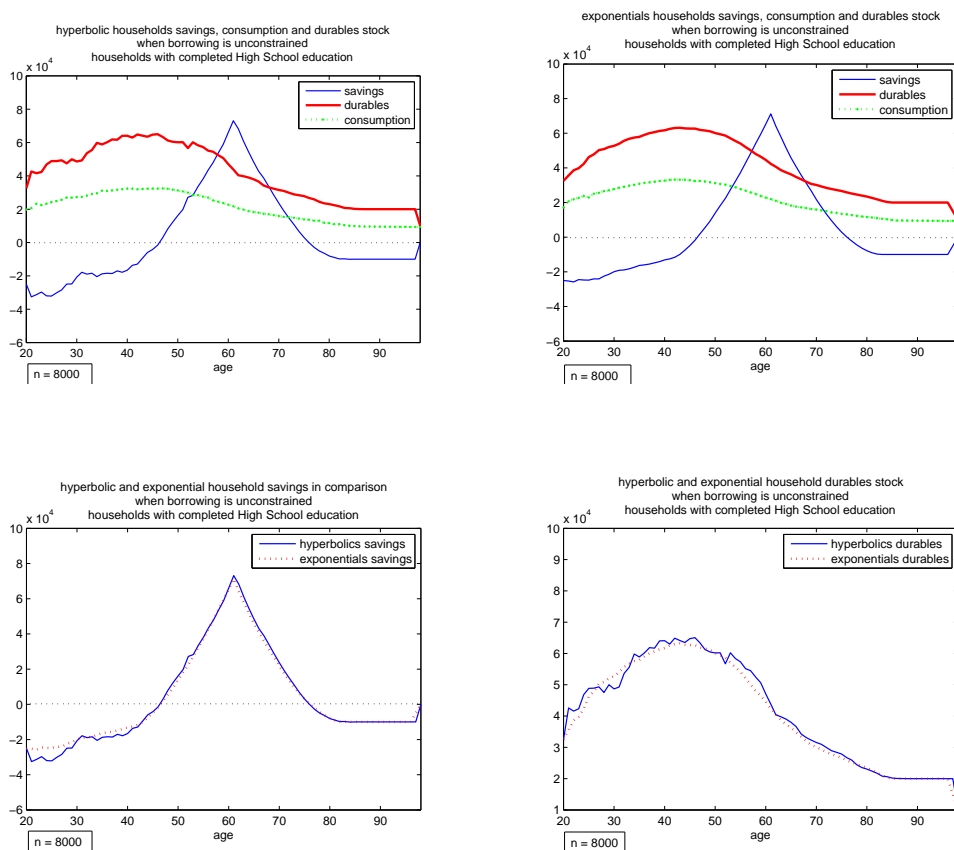 hyperbolic households savings, consumption and durables stock
when borrowing is unconstrained
households with completed High School education
x 10^4
savings
durables
consumption
10
8
6
4
2
0
−2
−4
−6
20 30 40 50 60 70 80 90
age
n = 8000
exponentials households savings, consumption and durables stock
when borrowing is unconstrained
households with completed High School education
x 10^4
savings
durables
consumption
10
8
6
4
2
0
−2
−4
−6
20 30 40 50 60 70 80 90
age
n = 8000
hyperbolic and exponential household savings in comparison
when borrowing is unconstrained
households with completed High School education
x 10^4
hyperbolics savings
exponentials savings
10
8
6
4
2
0
−2
−4
−6
20 30 40 50 60 70 80 90
age
n = 8000
hyperbolic and exponential household durables stock
when borrowing is unconstrained
households with completed High School education
x 10^4
hyperbolics durables
exponentials durables
10
9
8
7
6
5
4
3
2
1
20 30 40 50 60 70 80 90
age
n = 8000